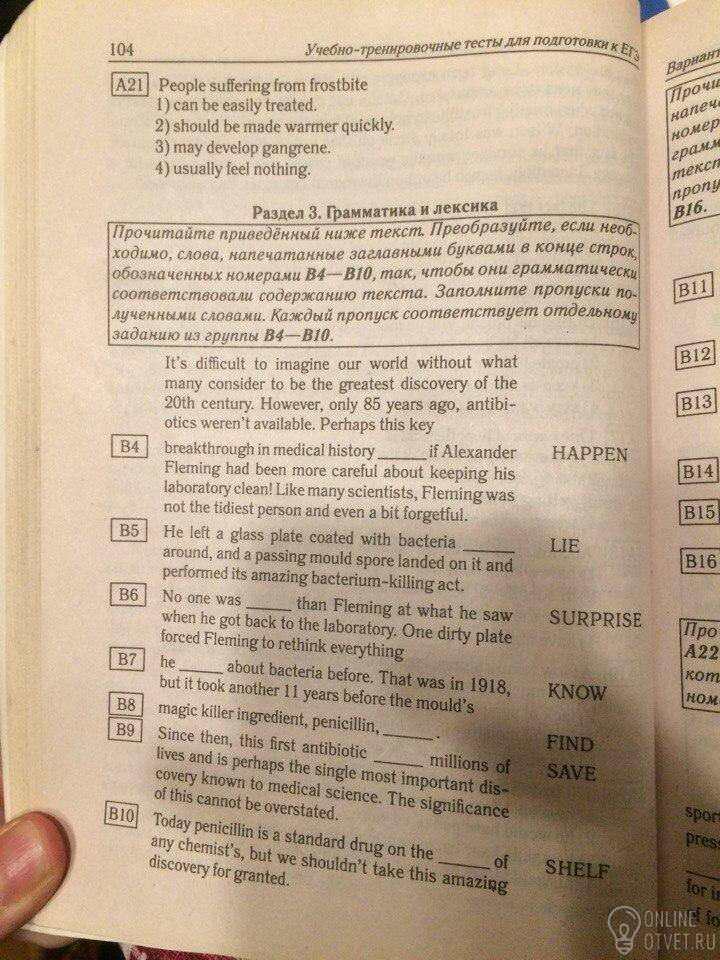 104
Учебно-тренировочные тесты для подготовки к ЕГЭ
A21 People suffering from frostbite
1) can be easily treated.
2) should be made warmer quickly.
3) may develop gangrene.
4) usually feel nothing.
Раздел 3. Грамматика и лексика
Прочитайте приведённый ниже текст. Преобразуйте, если необ-
ходимо, слова, напечатанные заглавными буквами в конце строк,
обозначенных номерами B4—B10, так, чтобы они грамматически
соответствовали содержанию текста. Заполните пропуски по-
лученными словами. Каждый пропуск соответствует отдельному
заданию из группы B4—B10.
It's difficult to imagine our world without what
many consider to be the greatest discovery of the
20th century. However, only 85 years ago, antibi-
otics weren't available. Perhaps this key
B4 breakthrough in medical history ______ if Alexander HAPPEN
Fleming had been more careful about keeping his
laboratory clean! Like many scientists, Fleming was
not the tidiest person and even a bit forgetful.
B5 He left a glass plate coated with bacteria ______ LIE
around, and a passing mould spore landed on it and
performed its amazing bacterium-killing act.
B6 No one was ______ than Fleming at what he saw SURPRISE
when he got back to the laboratory. One dirty plate
forced Fleming to rethink everything
B7 he ______ about bacteria before. That was in 1918, KNOW
but it took another 11 years before the mould's
B8 magic killer ingredient, penicillin, ______. FIND
B9 Since then, this first antibiotic ______ millions of SAVE
lives and is perhaps the single most important dis-
covery known to medical science. The significance
of this cannot be overstated.
B10 Today penicillin is a standard drug on the ______ of SHELF
any chemist's, but we shouldn't take this amazing
discovery for granted.
Вариант
B16.
B11
B12
B13
B14
B15
B16
A22
ONLINE
OTVET.RU